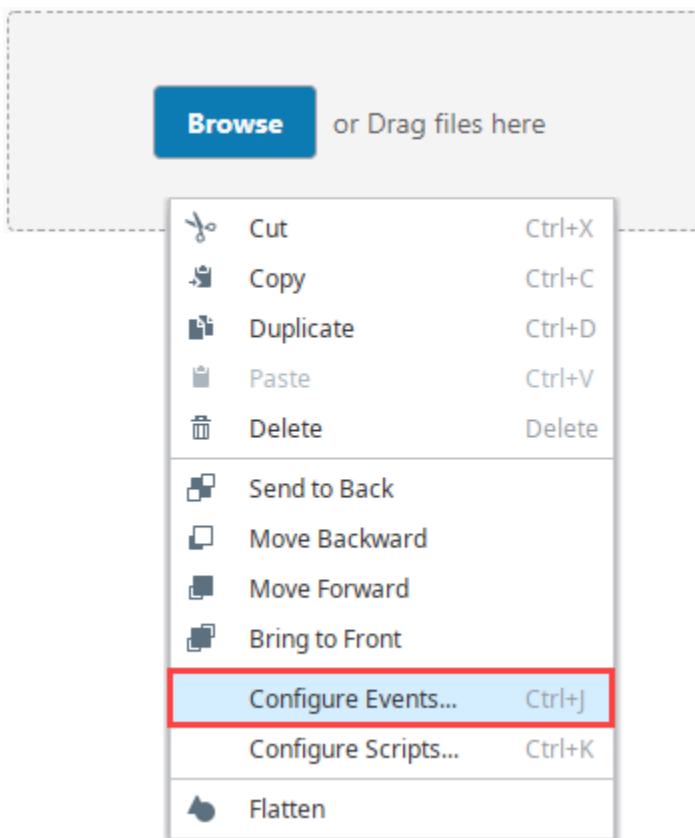 Browse or Drag files here
Cut Ctrl+X
Copy Ctrl+C
Duplicate Ctrl+D
Paste Ctrl+V
Delete Delete
Send to Back
Move Backward
Move Forward
Bring to Front
Configure Events... Ctrl+J
Configure Scripts... Ctrl+K
Flatten